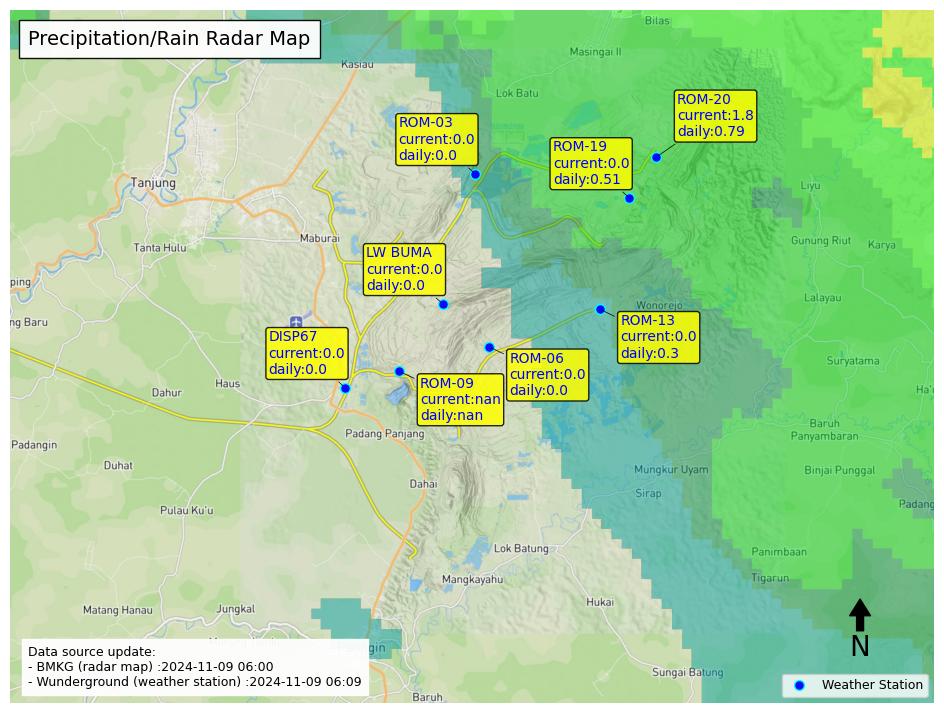 Precipitation/Rain Radar Map
Bilas
Masingai II
Kasiau
Lok Batu
ROM-20
current:1.8
daily:0.79
ROM-03
current:0.0
daily:0.0
ROM-19
current:0.0
daily:0.51
Tanjung
Liyu
Maburai
Tanta Hulu
Gunung Riut
Karya
LW BUMA
current:0.0
daily:0.0
ping
Lalayau
Wonorejo
ng Baru
ROM-13
current:0.0
daily:0.3
DISP67
current:0.0
daily:0.0
ROM-06
current:0.0
daily:0.0
Suryatama
Haus
Dahur
ROM-09
current:nan
daily:nan
Ha
Baruh
Panyambaran
Padang Panjang
Padangin
Duhat
Mungkur Uyam
Binjai Punggal
Dahai
Sirap
Padang
Pulau Ku'u
Lok Batung
Panimbaan
Tigarun
Mangkayahu
Hukai
Matang Hanau
Jungkal
N
gin
Data source update:
- BMKG (radar map) :2024-11-09 06:00
- Wunderground (weather station) :2024-11-09 06:09
Sungai Batung
Weather Station
Baruh